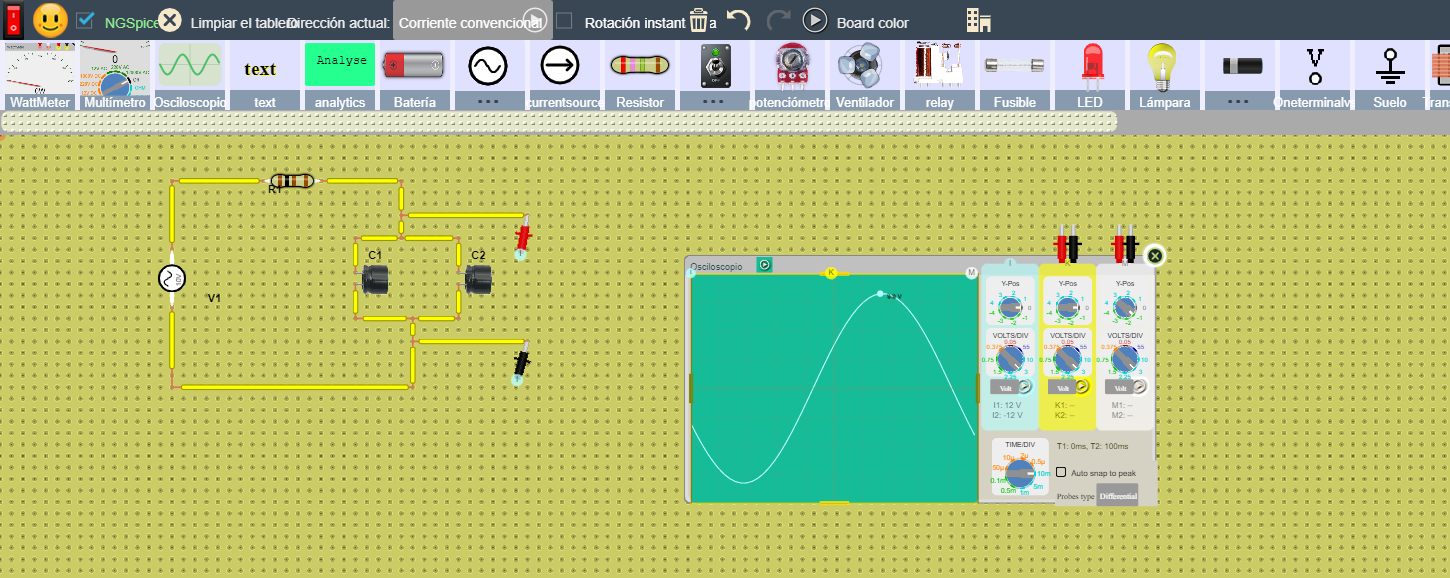 NGSpice Limpiar el tablero Dirección actual: Corriente convencional Rotación instant a Board color
WattMeter Multímetro Osciloscopio text analytics Batería ... currentsource Resistor ... potenciómetro Ventilador relay Fusible LED Lámpara ... Oneterminalv Suelo Tran
text
Analyse
R1
C1 C2
10V
V1
Osciloscopio
K M
Y-Pos Y-Pos Y-Pos
VOLTS/DIV VOLTS/DIV VOLTS/DIV
Volt Volt Volt
I1: 12 V K1: -- M1: --
I2: -12 V K2: -- M2: --
TIME/DIV
T1: 0ms, T2: 100ms
Auto snap to peak
Probes type Differential